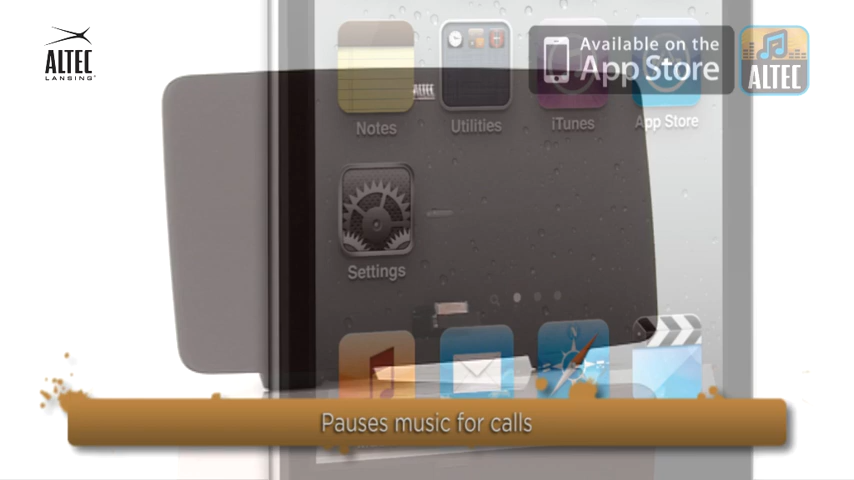 ALTEC
LANSING
Available on the
App Store
ALTEC
Notes
Utilities
iTunes
App Store
Settings
Pauses music for calls